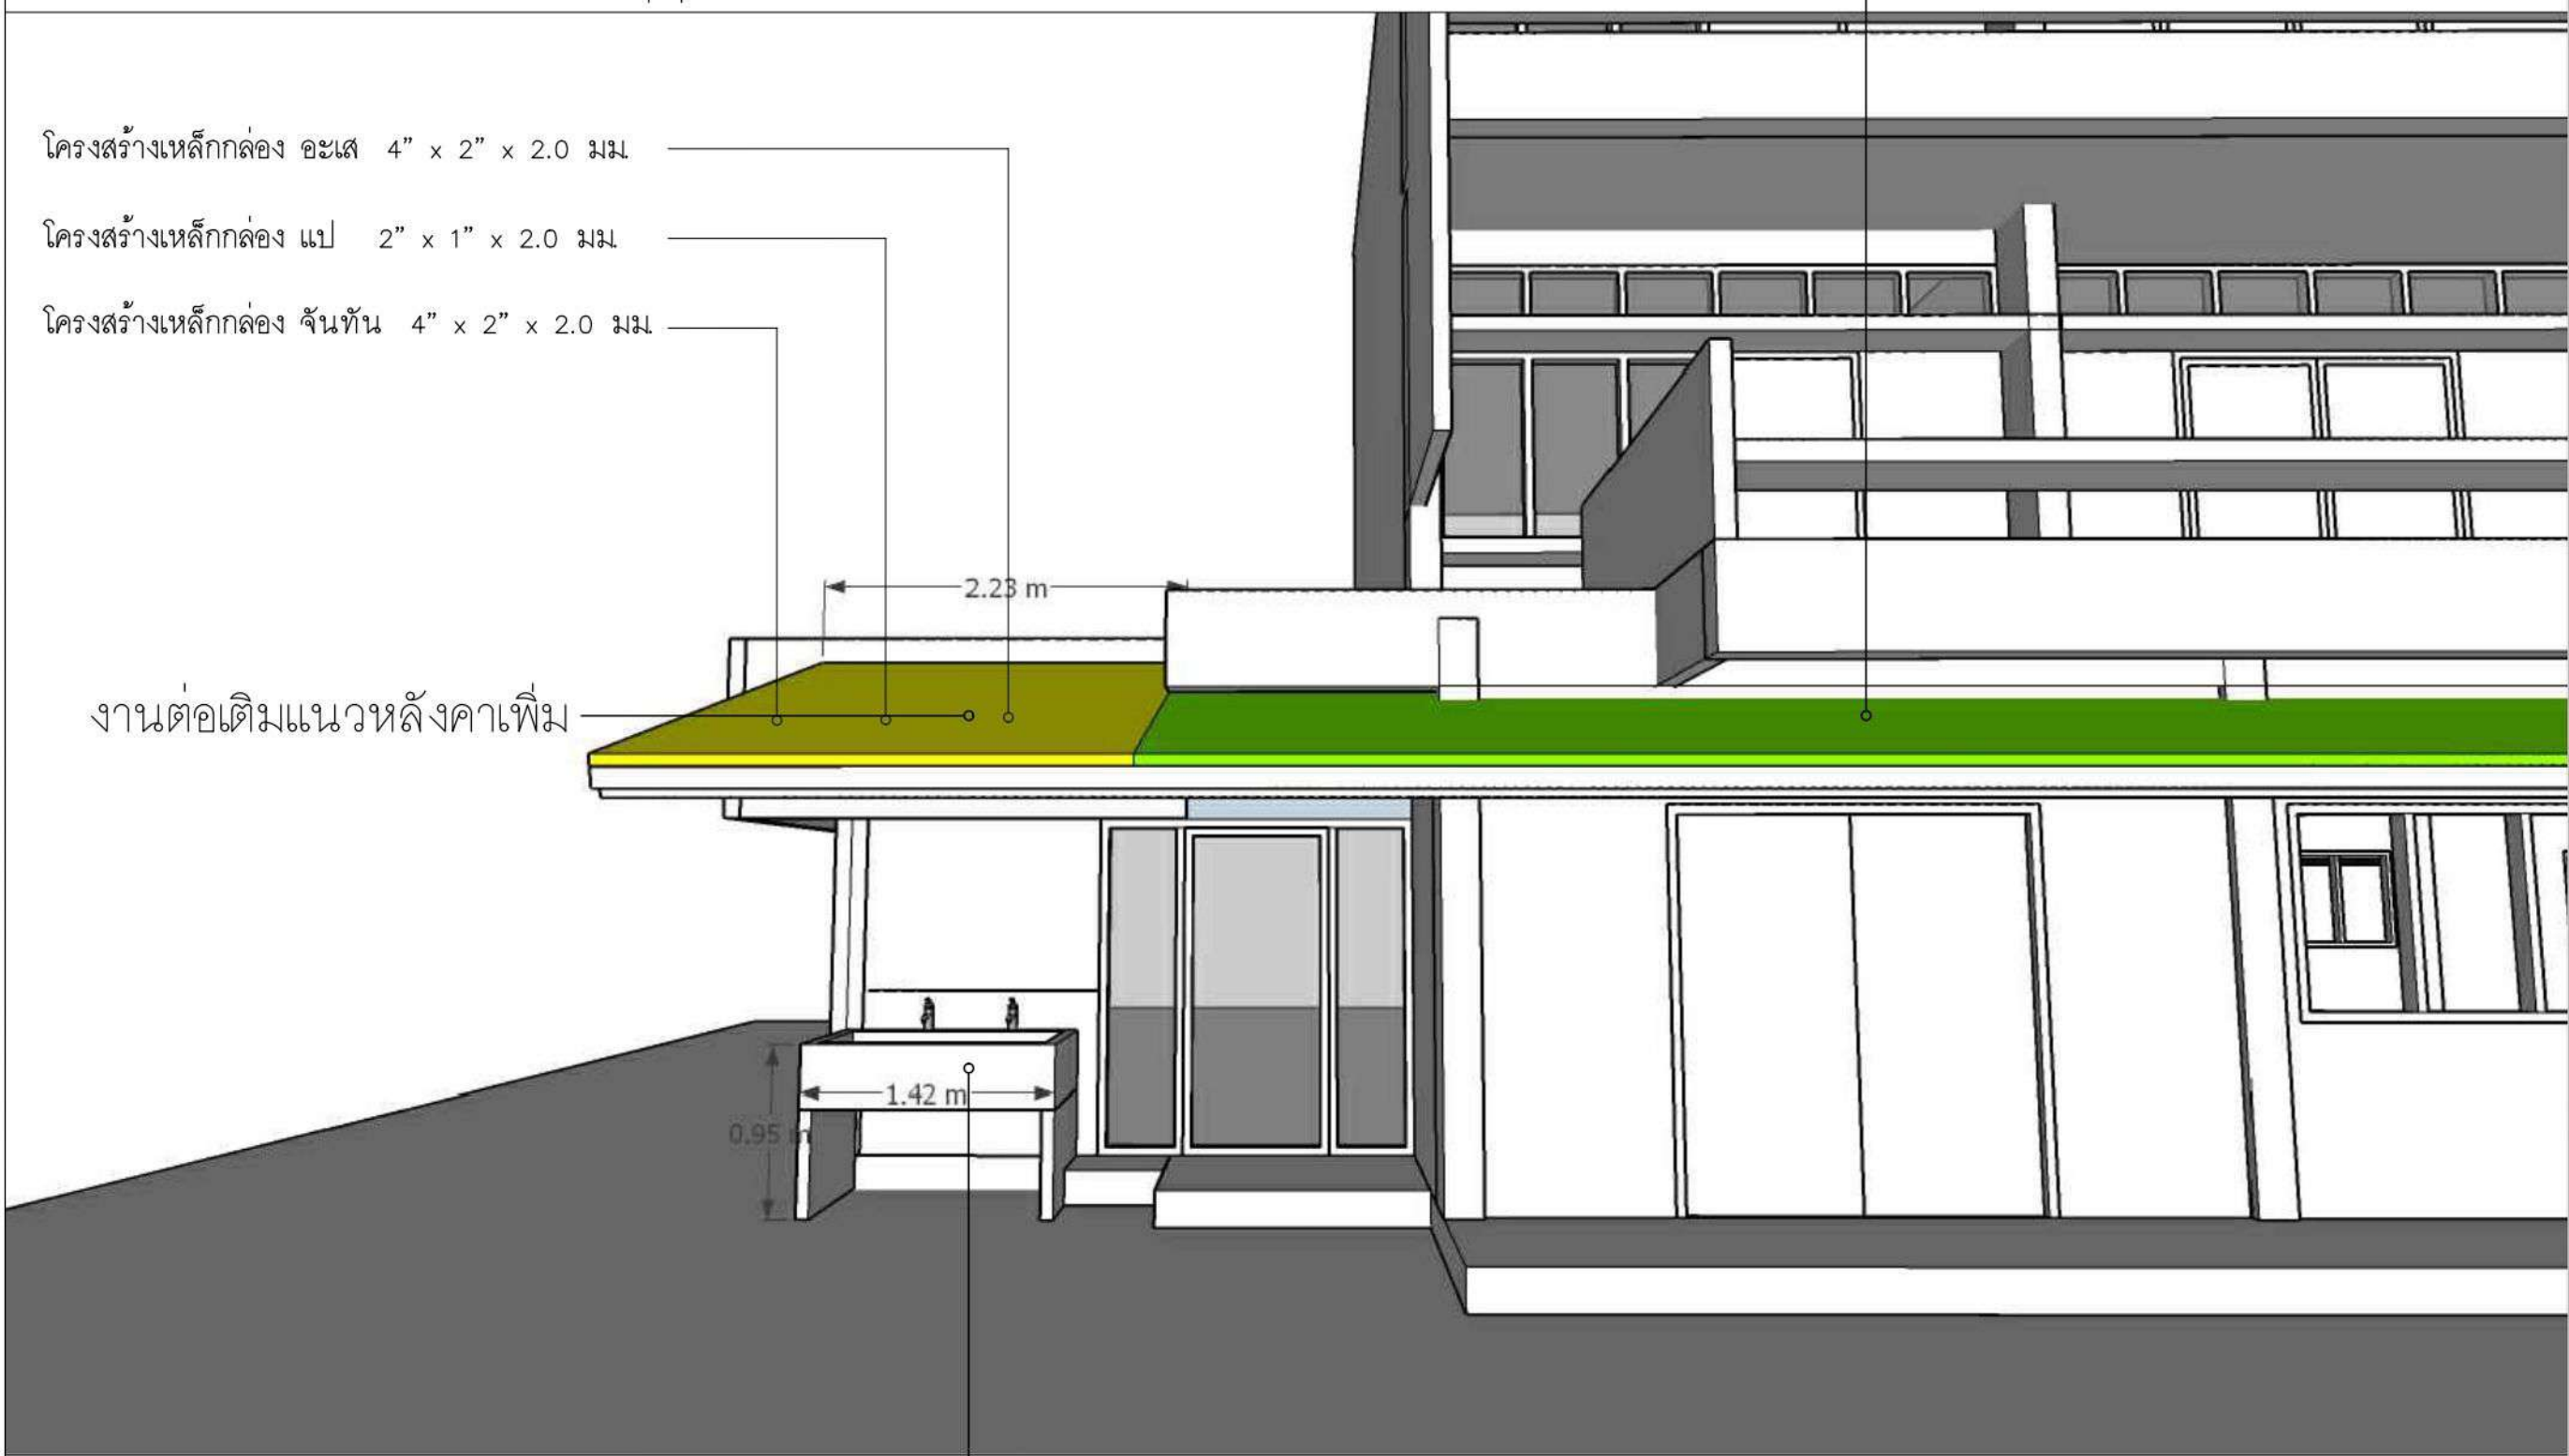 โครงสร้างเหล็กกล่อง อะเส 4" x 2" x 2.0 มม.
โครงสร้างเหล็กกล่อง แป 2" x 1" x 2.0 มม.
โครงสร้างเหล็กกล่อง จันทัน 4" x 2" x 2.0 มม.
2.23 m
งานต่อเติมแนวหลังคาเพิ่ม
1.42 m
0.95 m